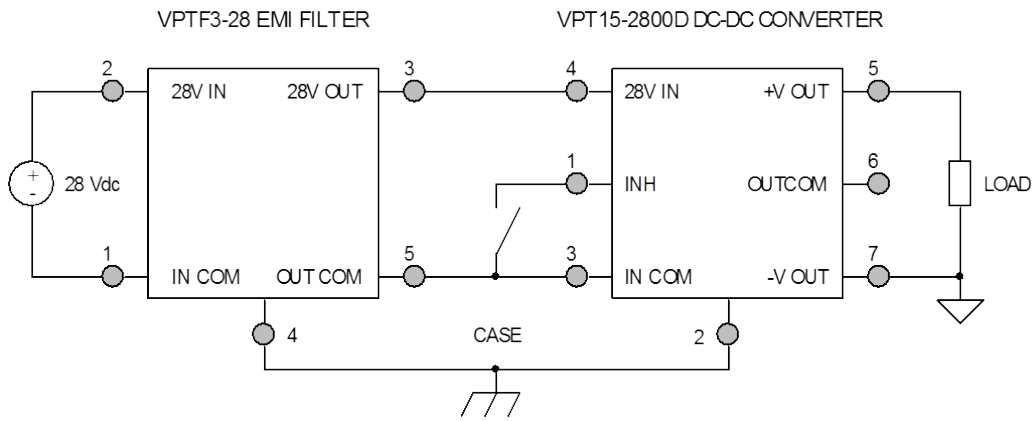 VPTF3-28 EMI FILTER
VPT15-2800D DC-DC CONVERTER
2
3
4
5
28V IN
28V OUT
28V IN
+V OUT
+
-
28 Vdc
1
INH
OUTCOM
6
LOAD
1
5
3
7
IN COM
OUT COM
IN COM
-V OUT
4
CASE
2